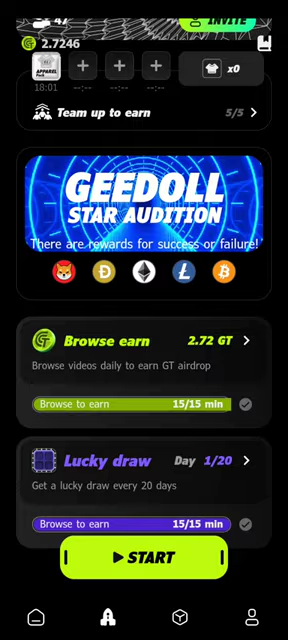 47
INVITE
2.7246
APPAREL
Pack
x0
18:01 --:-- --:-- --:--
Team up to earn 5/5
GEEDOLL
STAR AUDITION
There are rewards for success or failure!
Browse earn 2.72 GT
Browse videos daily to earn GT airdrop
Browse to earn 15/15 min
Lucky draw Day 1/20
Get a lucky draw every 20 days
Browse to earn 15/15 min
START